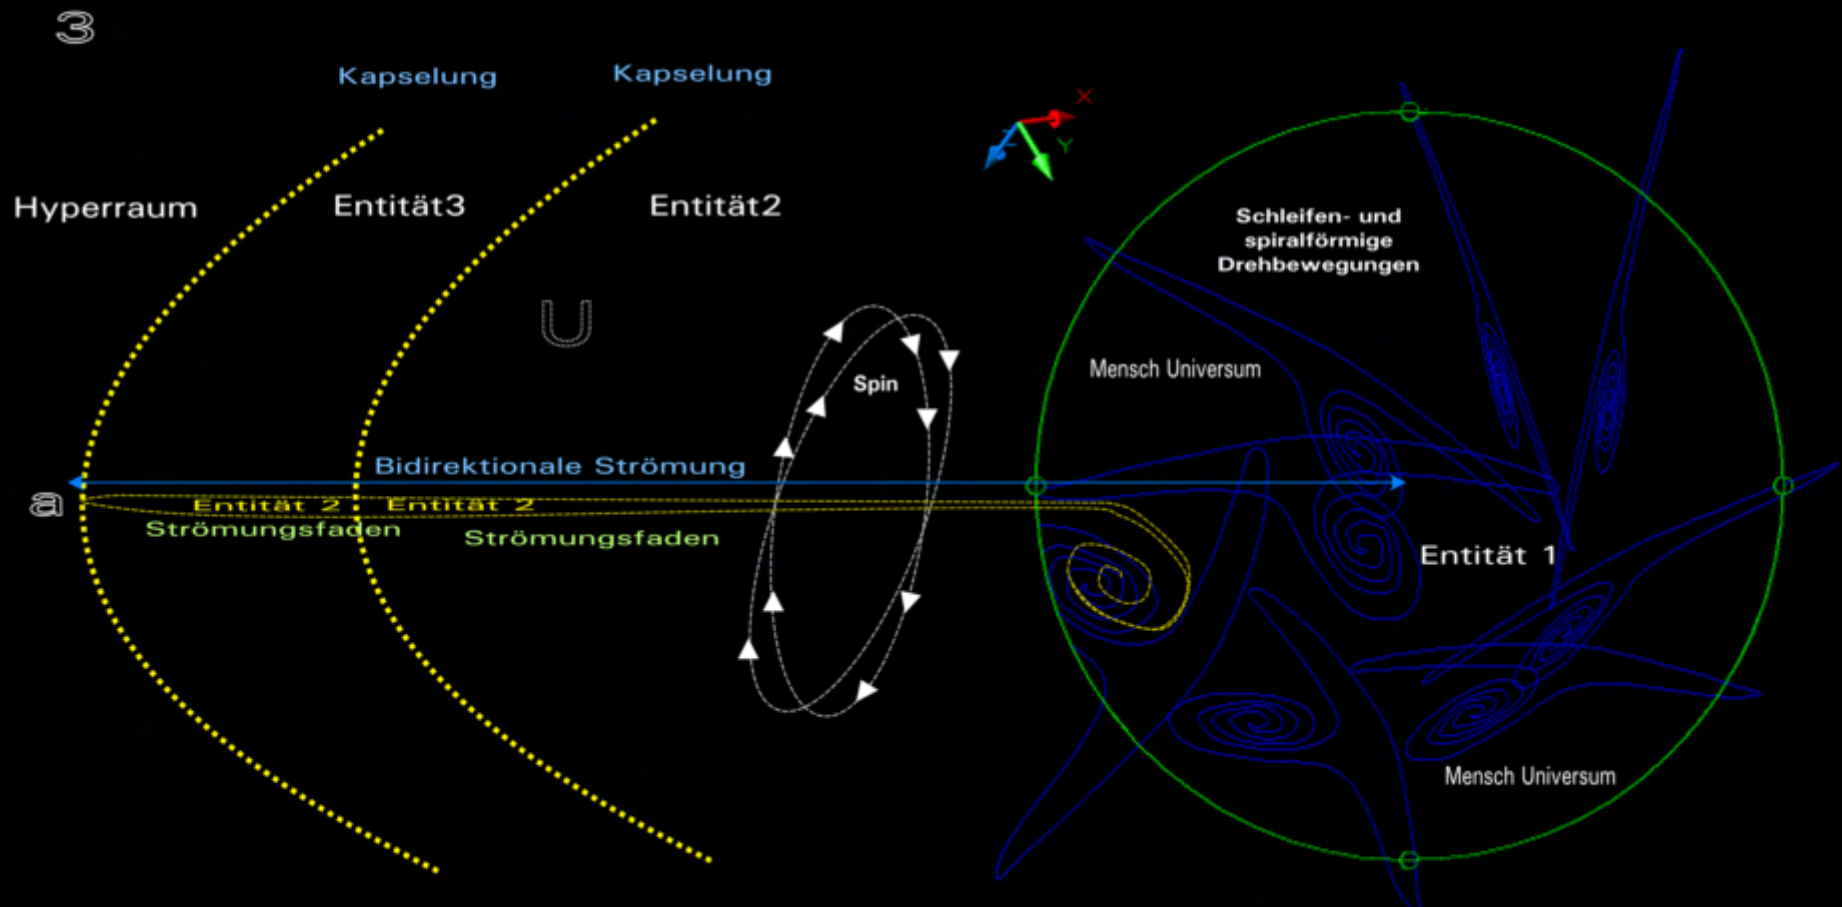 3
Kapselung
Kapselung
X
Z
Y
Hyperraum
Entität3
Entität2
Schleifen- und
spiralförmige
Drehbewegungen
U
Mensch Universum
Spin
Bidirektionale Strömung
a
Entität 2
Entität 2
Strömungsfaden
Strömungsfaden
Entität 1
Mensch Universum